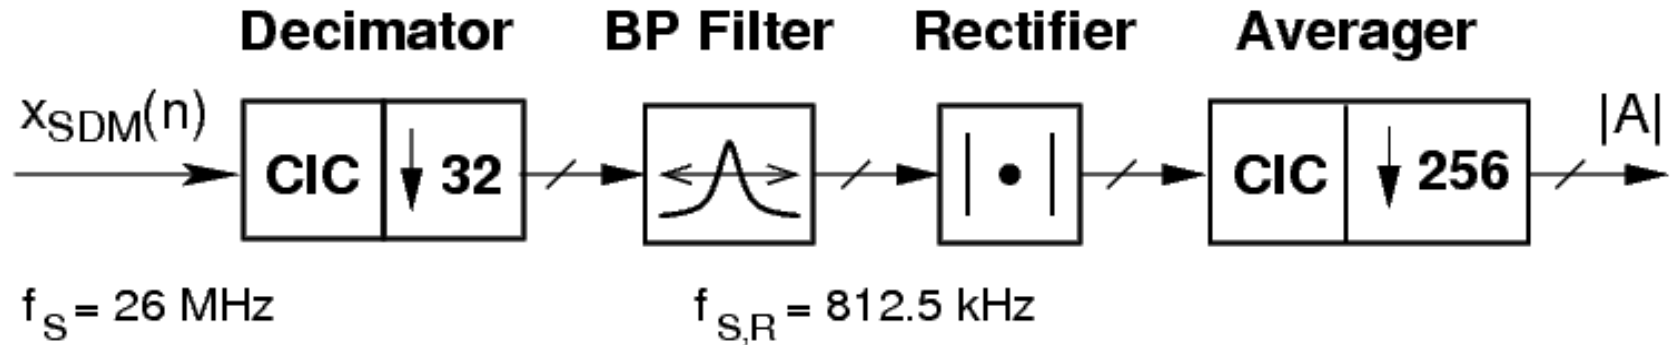 Decimator BP Filter Rectifier Averager
x_SDM(n) CIC ↓ 32 | • | CIC ↓ 256 |A|
f_S = 26 MHz f_S,R = 812.5 kHz